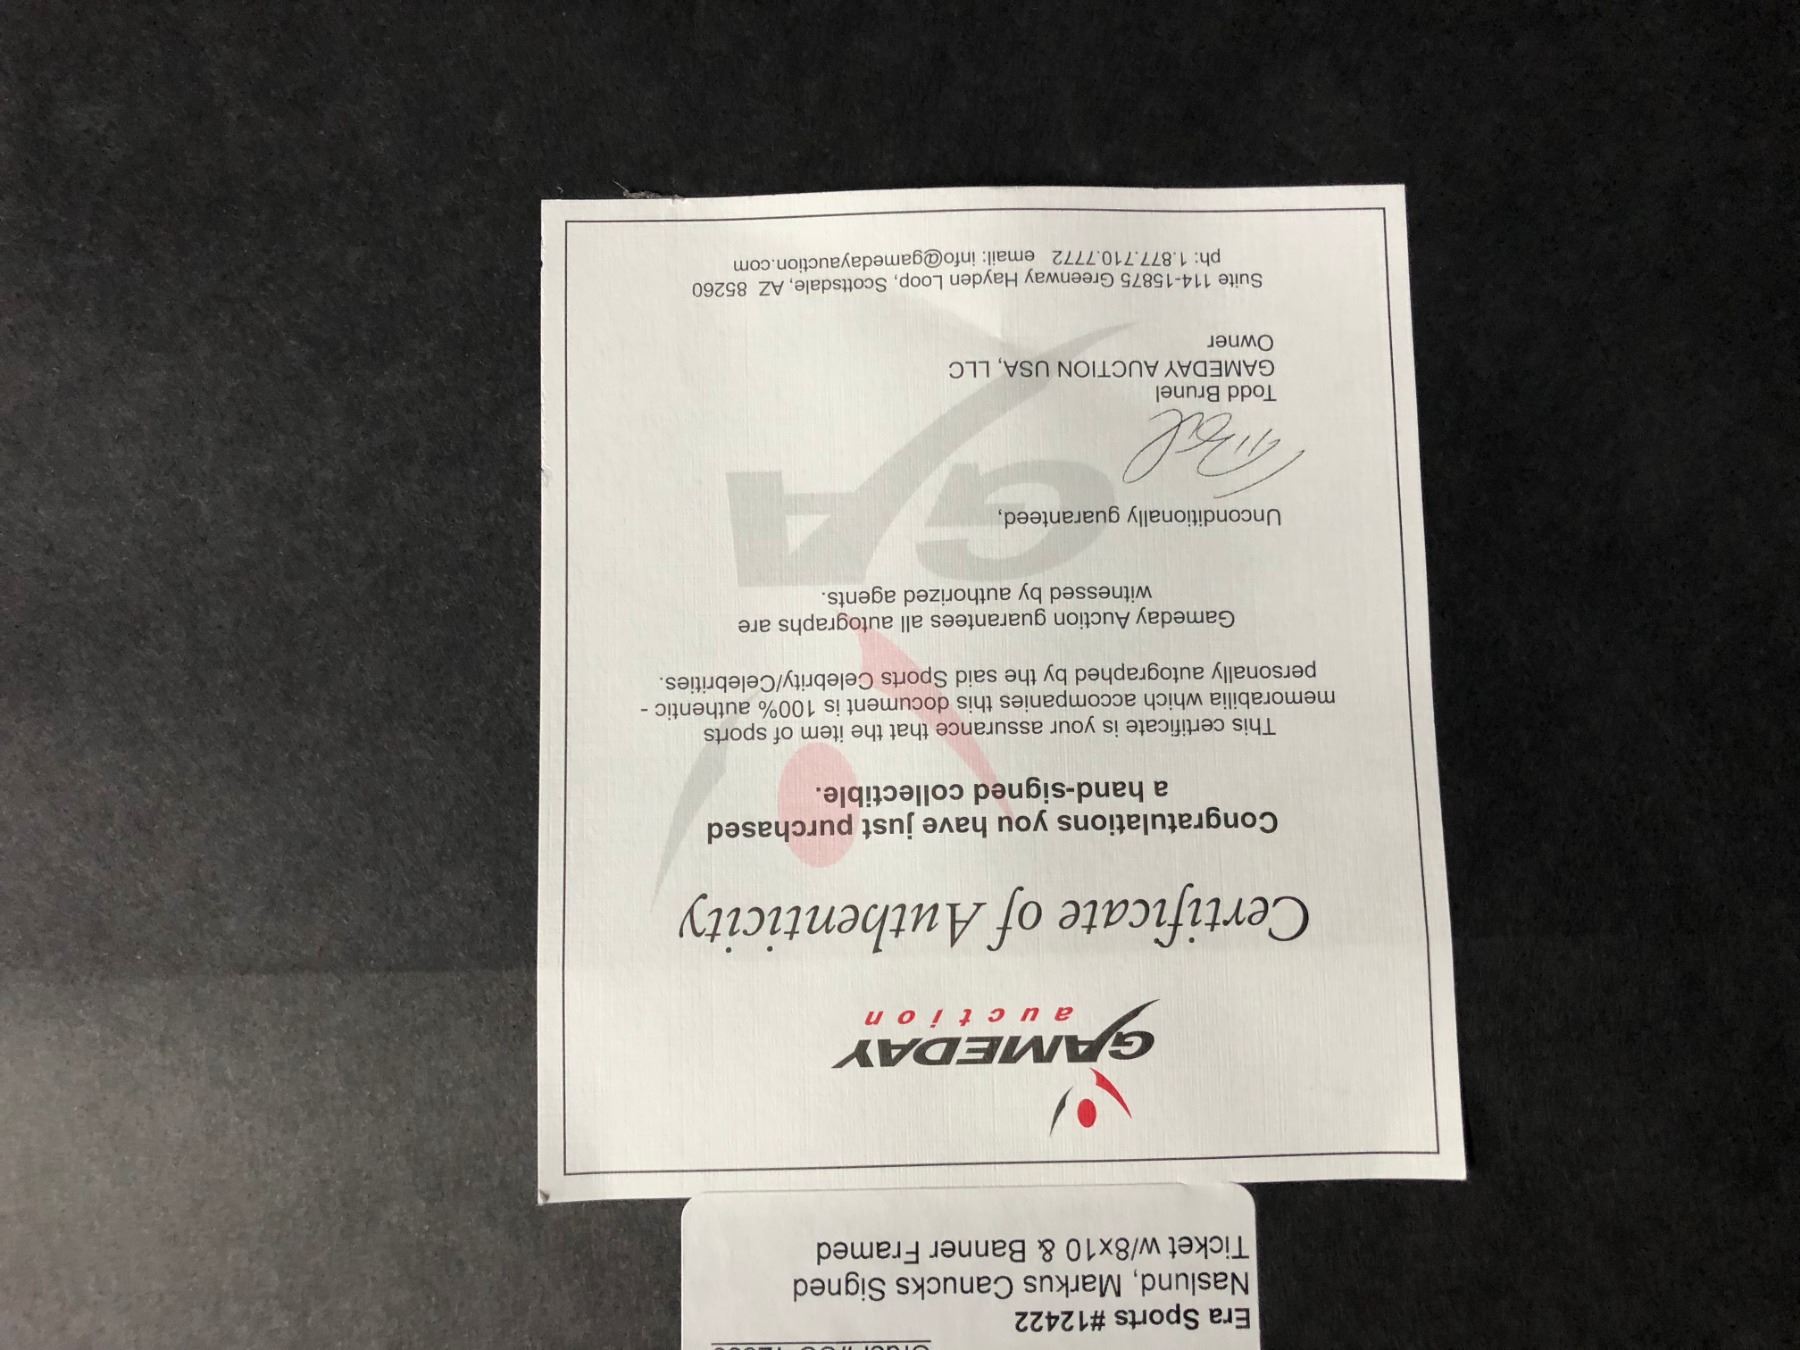 Era Sports #12422
Naslund, Markus Canucks Signed
Ticket w/8x10 & Banner Framed
GAMEDAY
auction
Certificate of Authenticity
Congratulations you have just purchased
a hand-signed collectible.
This certificate is your assurance that the item of sports
memorabilia which accompanies this document is 100% authentic -
personally autographed by the said Sports Celebrity/Celebrities.
Gameday Auction guarantees all autographs are
witnessed by authorized agents.
GA
Unconditionally guaranteed,
Todd Brunel
GAMEDAY AUCTION USA, LLC
Owner
Suite 114-15875 Greenway Hayden Loop, Scottsdale, AZ 85260
ph: 1.877.710.7772 email: info@gamedayauction.com